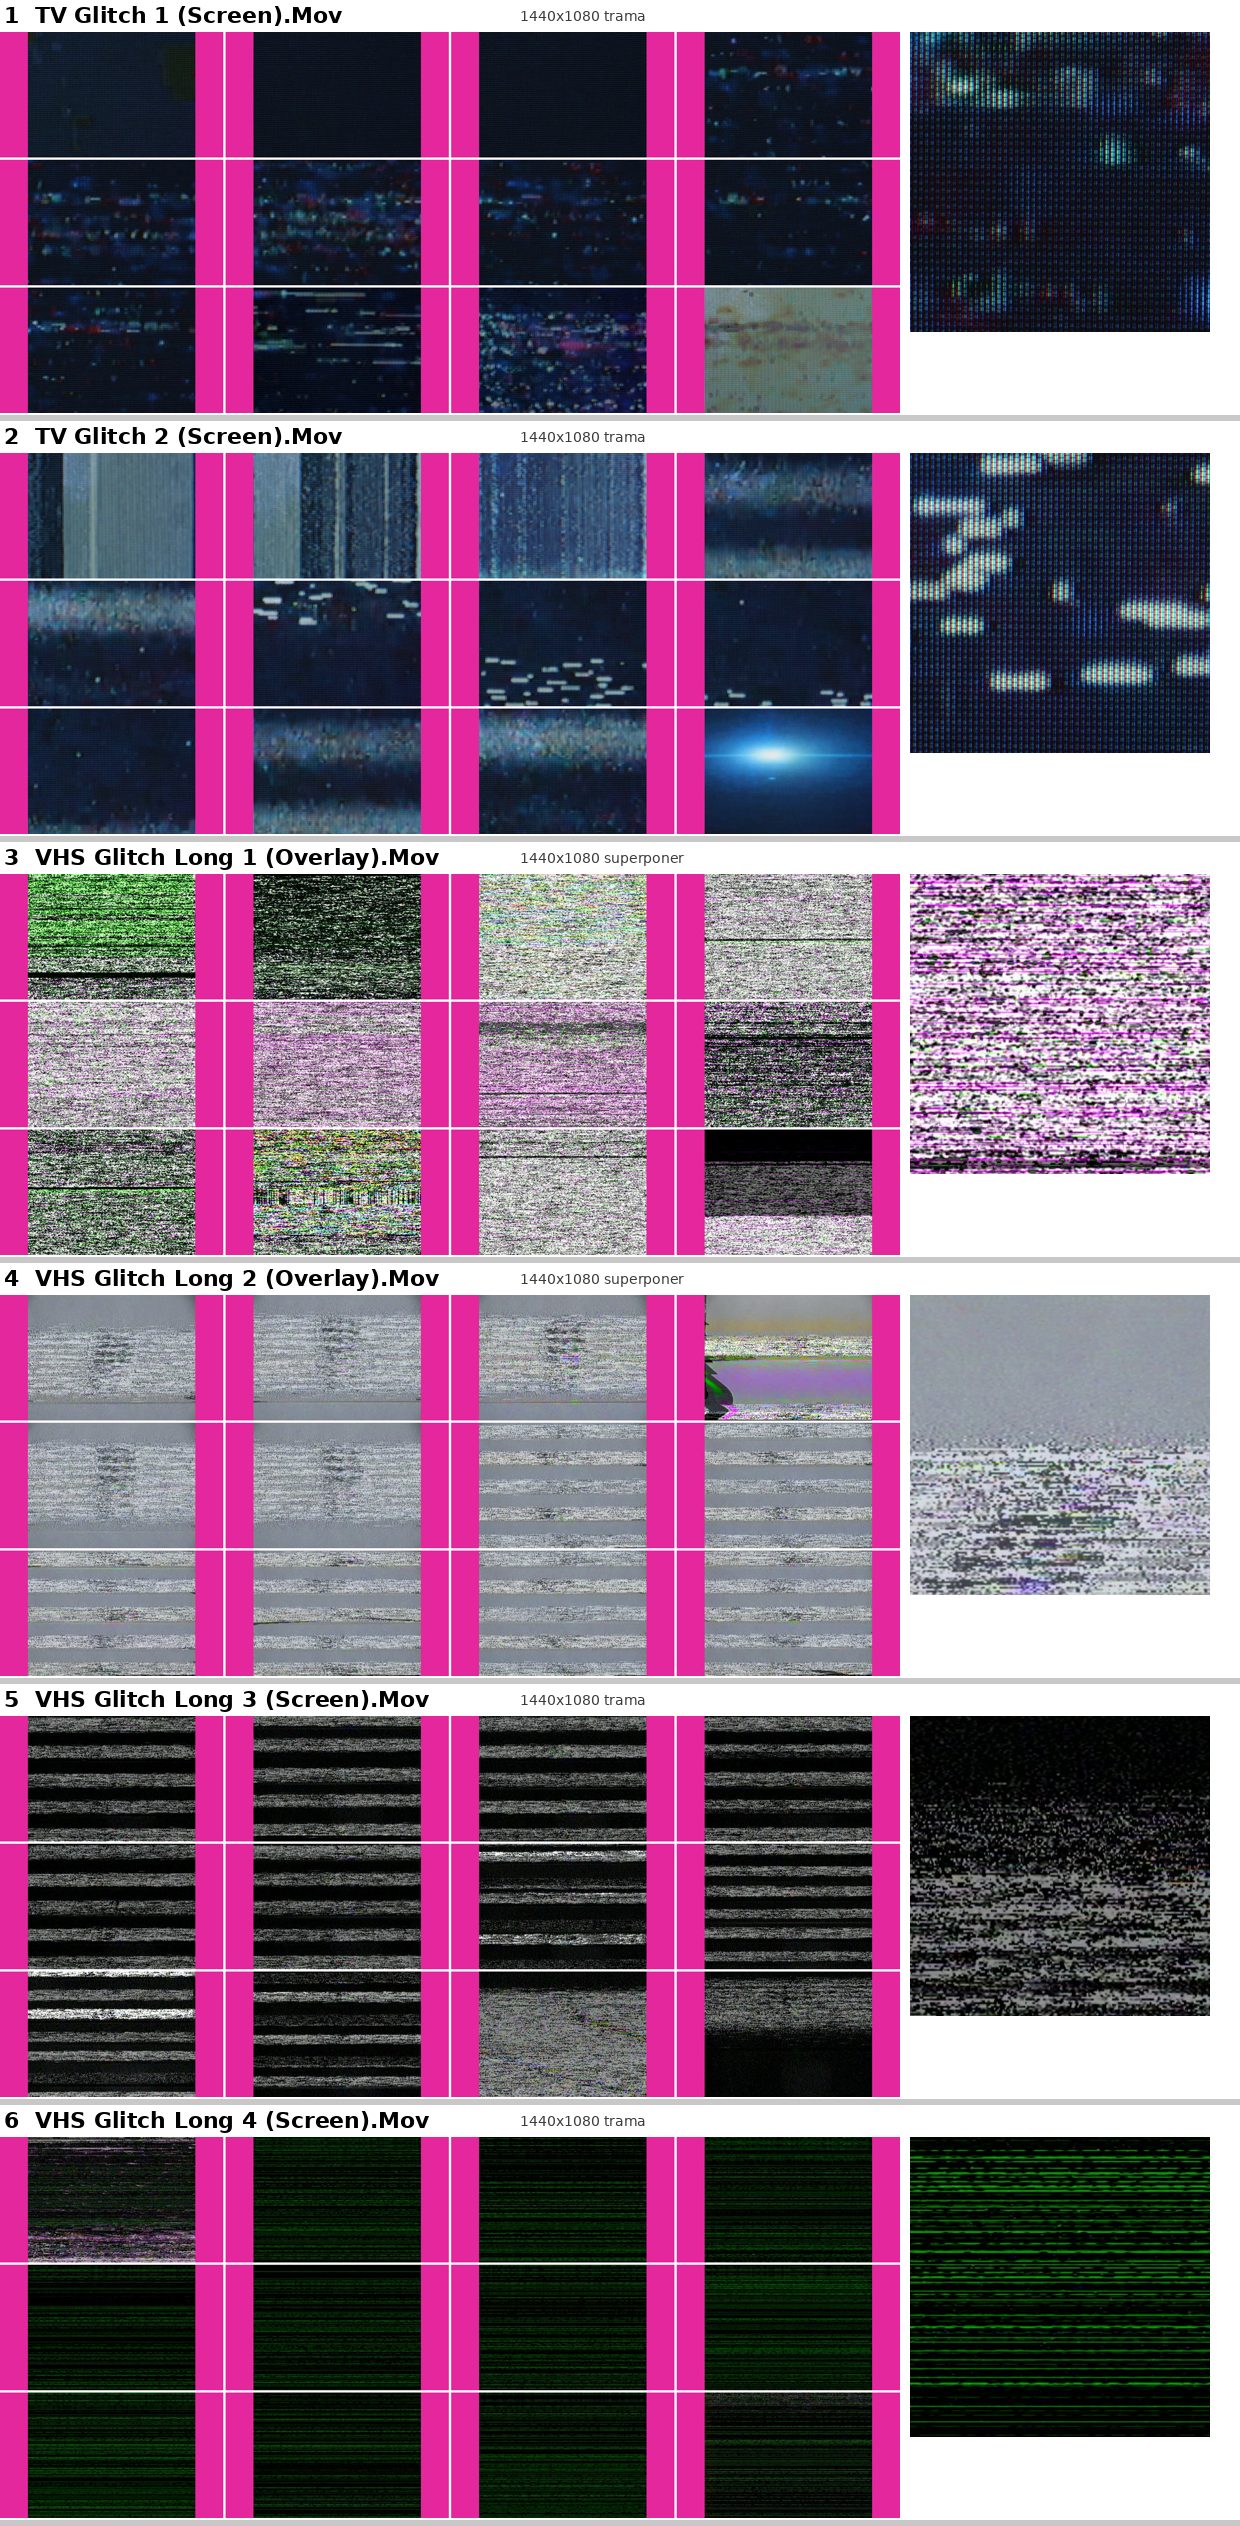 1 TV Glitch 1 (Screen).Mov 1440x1080 trama
2 TV Glitch 2 (Screen).Mov 1440x1080 trama
3 VHS Glitch Long 1 (Overlay).Mov 1440x1080 superponer
4 VHS Glitch Long 2 (Overlay).Mov 1440x1080 superponer
5 VHS Glitch Long 3 (Screen).Mov 1440x1080 trama
6 VHS Glitch Long 4 (Screen).Mov 1440x1080 trama